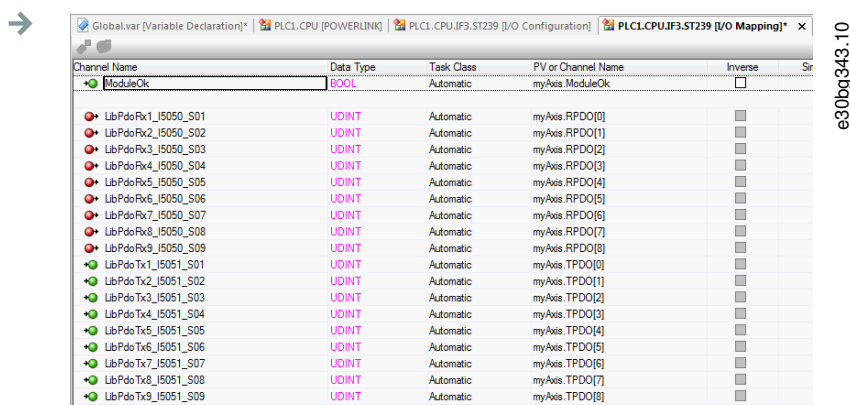 Global.var [Variable Declaration]* PLC1.CPU [POWERLINK] PLC1.CPU.IF3.ST239 [I/O Configuration] PLC1.CPU.IF3.ST239 [I/O Mapping]* x
Channel Name Data Type Task Class PV or Channel Name Inverse Sir
ModuleOk BOOL Automatic myAxis.ModuleOk
LibPdoRx1_I5050_S01 UDINT Automatic myAxis.RPDO[0]
LibPdoRx2_I5050_S02 UDINT Automatic myAxis.RPDO[1]
LibPdoRx3_I5050_S03 UDINT Automatic myAxis.RPDO[2]
LibPdoRx4_I5050_S04 UDINT Automatic myAxis.RPDO[3]
LibPdoRx5_I5050_S05 UDINT Automatic myAxis.RPDO[4]
LibPdoRx6_I5050_S06 UDINT Automatic myAxis.RPDO[5]
LibPdoRx7_I5050_S07 UDINT Automatic myAxis.RPDO[6]
LibPdoRx8_I5050_S08 UDINT Automatic myAxis.RPDO[7]
LibPdoRx9_I5050_S09 UDINT Automatic myAxis.RPDO[8]
LibPdoTx1_I5051_S01 UDINT Automatic myAxis.TPDO[0]
LibPdoTx2_I5051_S02 UDINT Automatic myAxis.TPDO[1]
LibPdoTx3_I5051_S03 UDINT Automatic myAxis.TPDO[2]
LibPdoTx4_I5051_S04 UDINT Automatic myAxis.TPDO[3]
LibPdoTx5_I5051_S05 UDINT Automatic myAxis.TPDO[4]
LibPdoTx6_I5051_S06 UDINT Automatic myAxis.TPDO[5]
LibPdoTx7_I5051_S07 UDINT Automatic myAxis.TPDO[6]
LibPdoTx8_I5051_S08 UDINT Automatic myAxis.TPDO[7]
LibPdoTx9_I5051_S09 UDINT Automatic myAxis.TPDO[8]
e30bg343.10